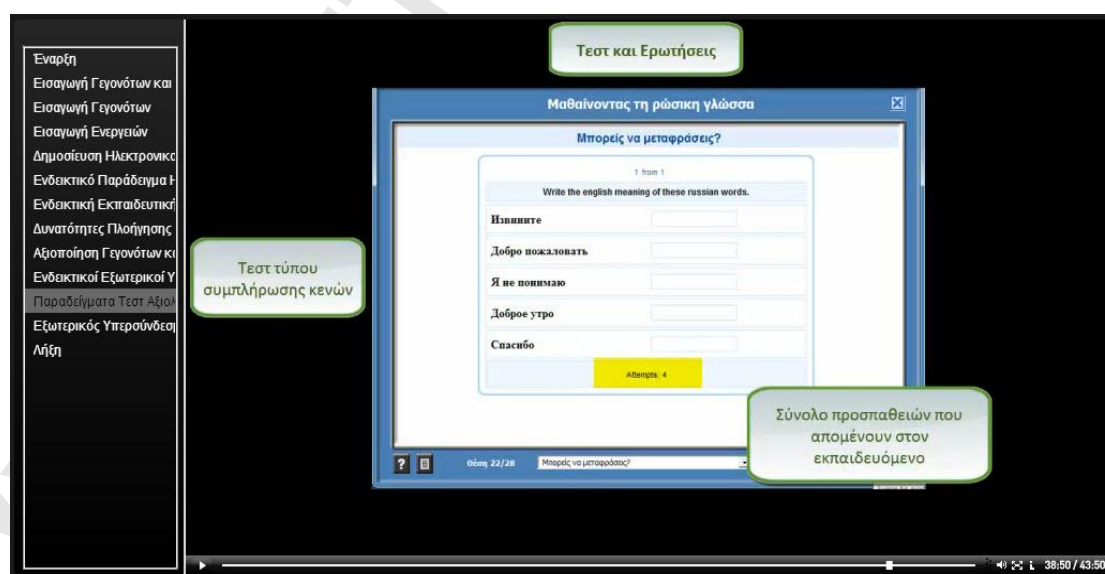 Έναρξη
Εισαγωγή Γεγονότων και
Εισαγωγή Γεγονότων
Εισαγωγή Ενεργειών
Δημοσίευση Ηλεκτρονικο
Ενδεικτικό Παράδειγμα Η
Ενδεικτική Εκπαιδευτική
Δυνατότητες Πλοήγησης
Αξιοποίηση Γεγονότων κα
Ενδεικτικοί Εξωτερικοί Υ
Παραδείγματα Τεστ Αξιολ
Εξωτερικός Υπερσύνδεσμ
Λήξη
Τεστ και Ερωτήσεις
Μαθαίνοντας τη ρώσικη γλώσσα
Μπορείς να μεταφράσεις?
1 from 1
Write the english meaning of these russian words.
Извините
Добро пожаловать
Я не понимаю
Доброе утро
Спасибо
Attempts: 4
Τεστ τύπου
συμπλήρωσης κενών
Σύνολο προσπαθειών που
απομένουν στον
εκπαιδευόμενο
? Θέση 22/28 Μπορείς να μεταφράσεις?
38:50 / 43:50